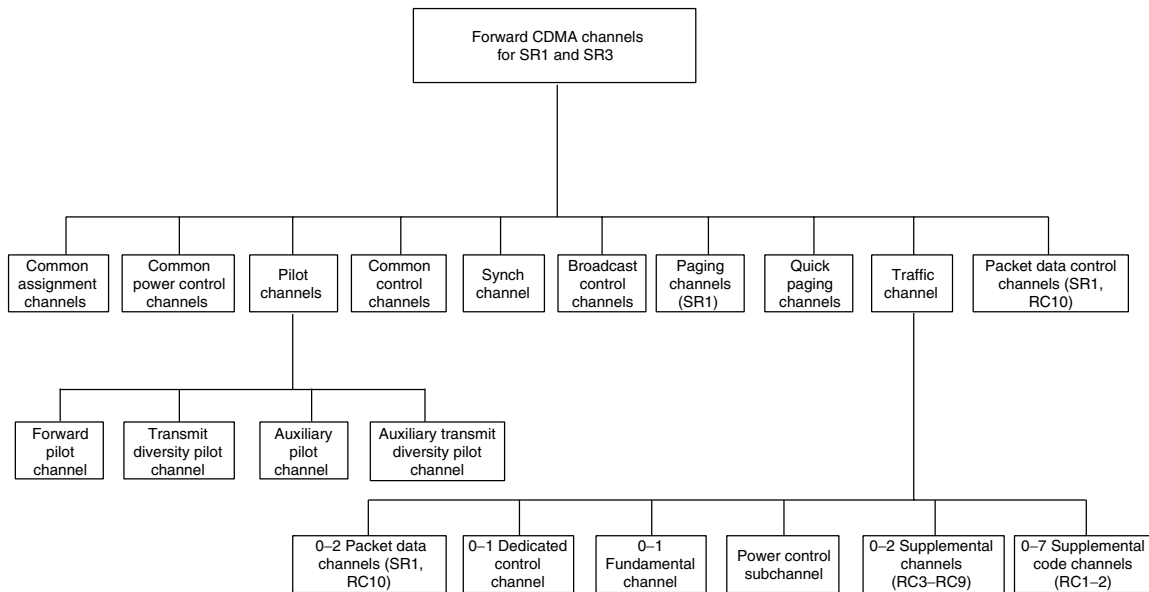 Forward CDMA channels
for SR1 and SR3
Common
assignment
channels
Common
power control
channels
Pilot
channels
Common
control
channels
Synch
channel
Broadcast
control
channels
Paging
channels
(SR1)
Quick
paging
channels
Traffic
channel
Packet data control
channels (SR1,
RC10)
Forward
pilot
channel
Transmit
diversity pilot
channel
Auxiliary
pilot
channel
Auxiliary transmit
diversity pilot
channel
0–2 Packet data
channels (SR1,
RC10)
0–1 Dedicated
control
channel
0–1
Fundamental
channel
Power control
subchannel
0–2 Supplemental
channels
(RC3–RC9)
0–7 Supplemental
code channels
(RC1–2)